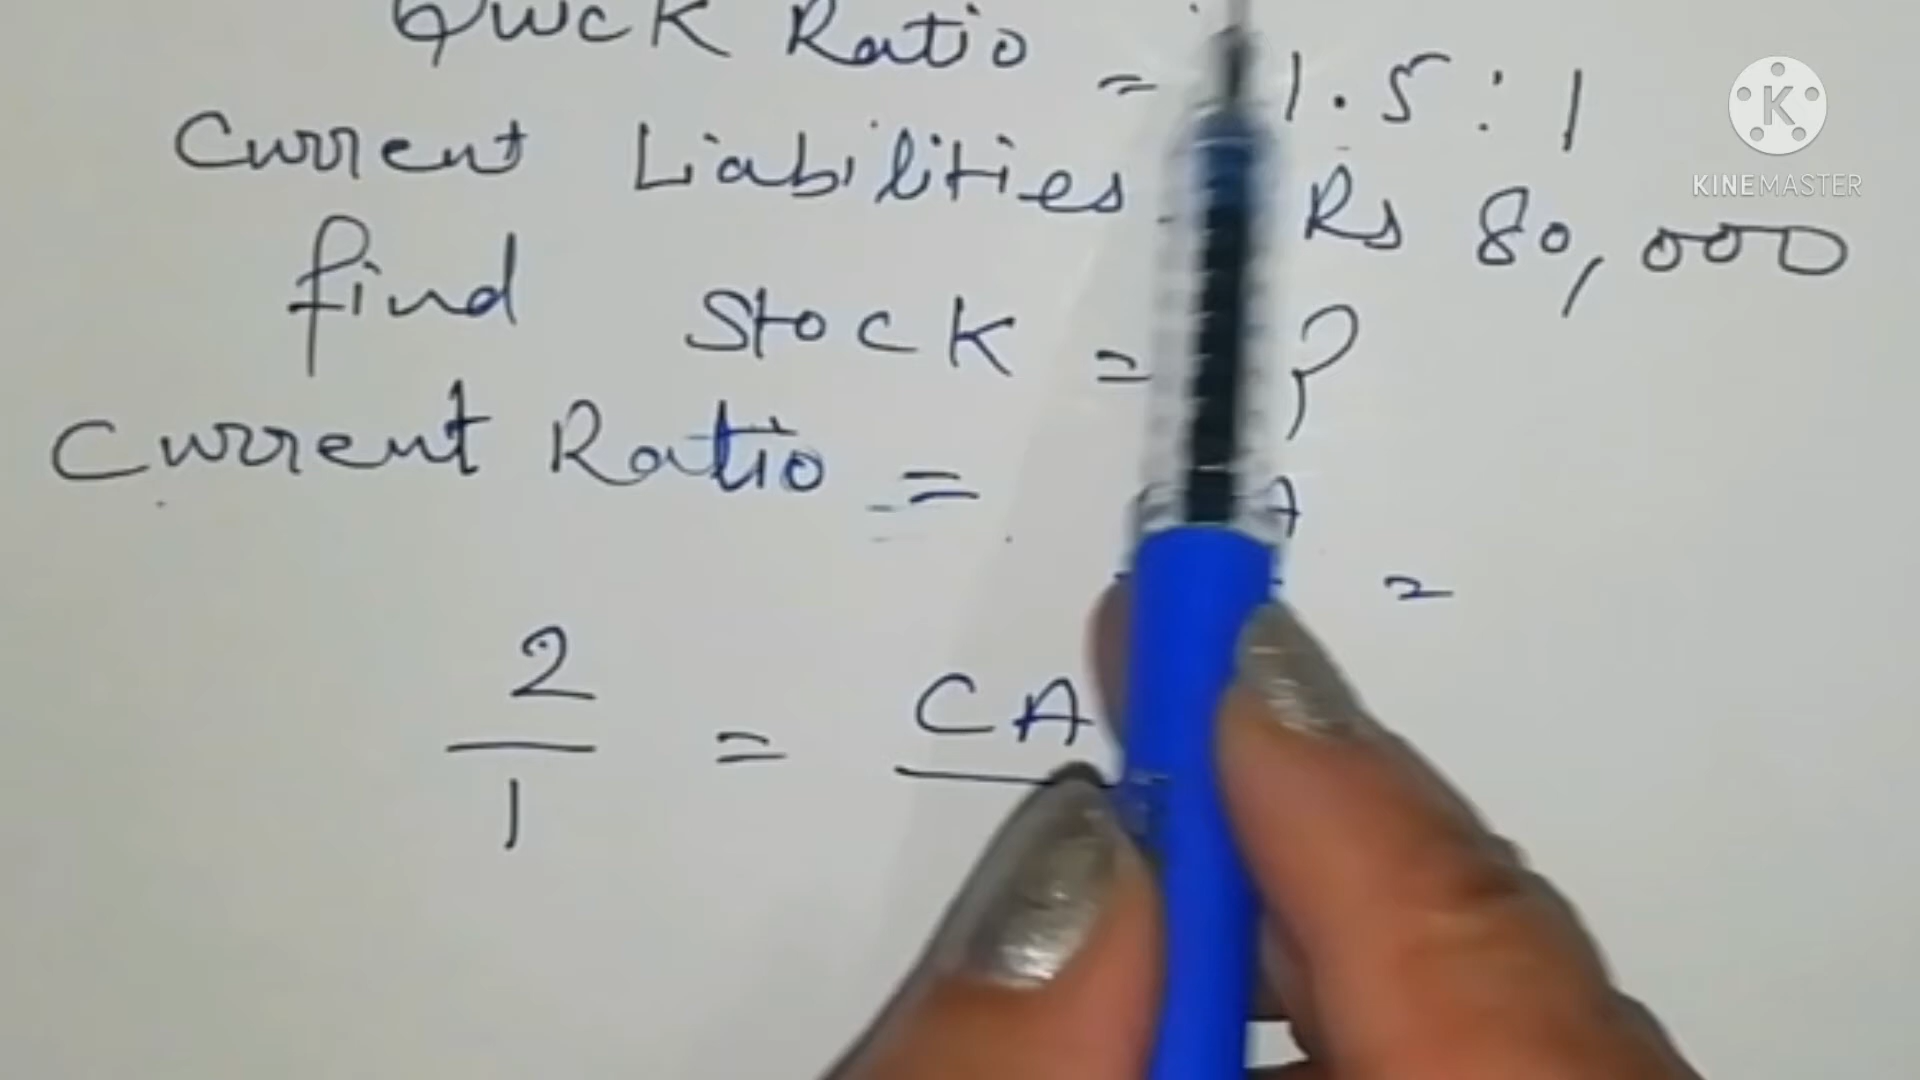 Quick Ratio = 1.5 : 1
Current Liabilities Rs 80,000
find Stock = ?
Current Ratio = A =
2 = CA
1
KINEMASTER